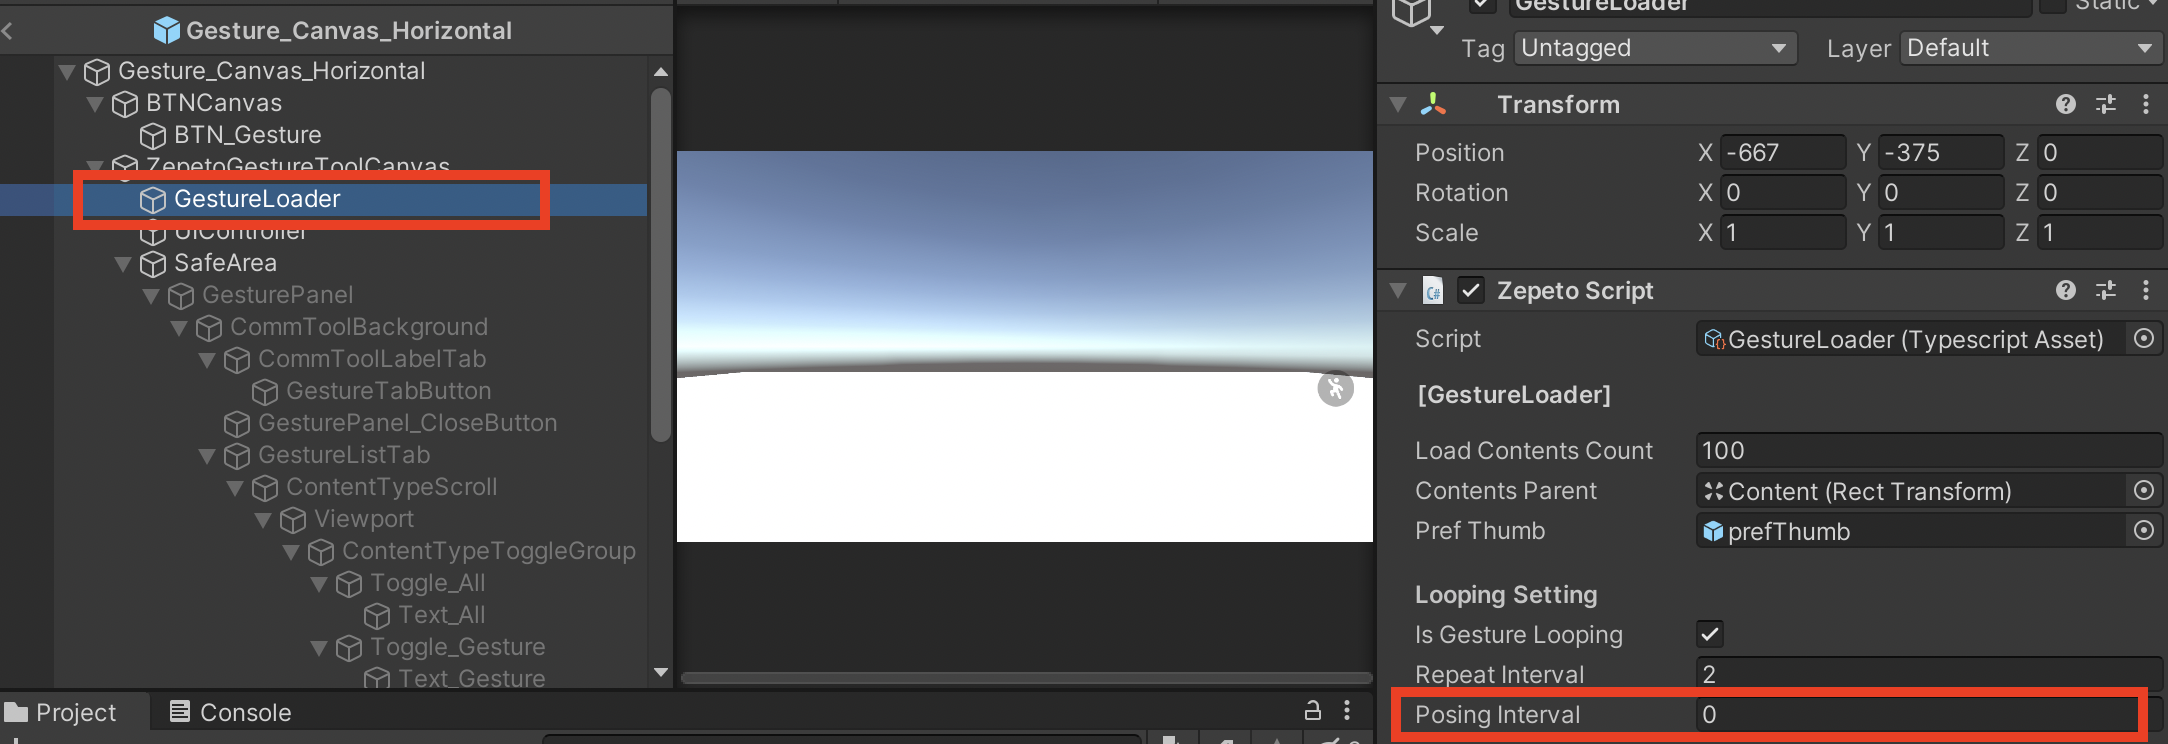 Gesture_Canvas_Horizontal
Gesture_Canvas_Horizontal
BTNCanvas
BTN_Gesture
ZepetoGestureToolCanvas
GestureLoader
UIController
SafeArea
GesturePanel
CommToolBackground
CommToolLabelTab
GestureTabButton
GesturePanel_CloseButton
GestureListTab
ContentTypeScroll
Viewport
ContentTypeToggleGroup
Toggle_All
Text_All
Toggle_Gesture
Text_Gesture
Project Console
GestureLoader Static
Tag Untagged Layer Default
Transform
Position X -667 Y -375 Z 0
Rotation X 0 Y 0 Z 0
Scale X 1 Y 1 Z 1
Zepeto Script
Script GestureLoader (Typescript Asset)
[GestureLoader]
Load Contents Count 100
Contents Parent Content (Rect Transform)
Pref Thumb prefThumb
Looping Setting
Is Gesture Looping
Repeat Interval 2
Posing Interval 0